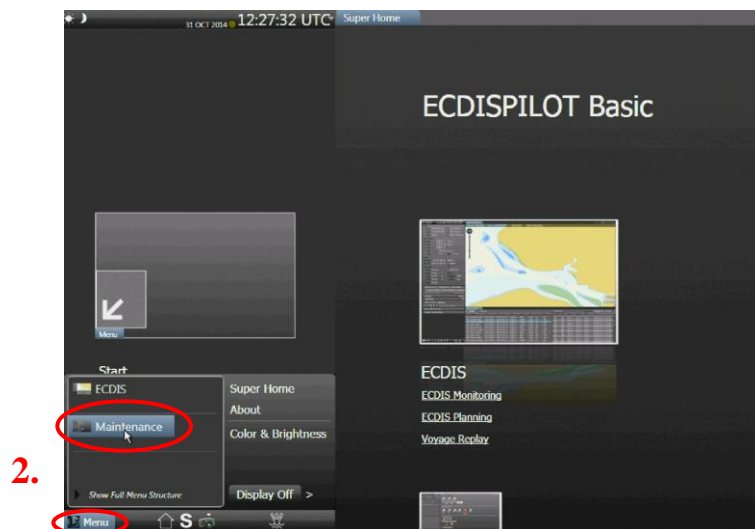 31 OCT 2014 12:27:32 UTC
Super Home
ECDISPILOT Basic
Menu
Start
ECDIS
Maintenance
Show Full Menu Structure
Super Home
About
Color & Brightness
Display Off >
2.
Menu
S
ECDIS
ECDIS Monitoring
ECDIS Planning
Voyage Replay